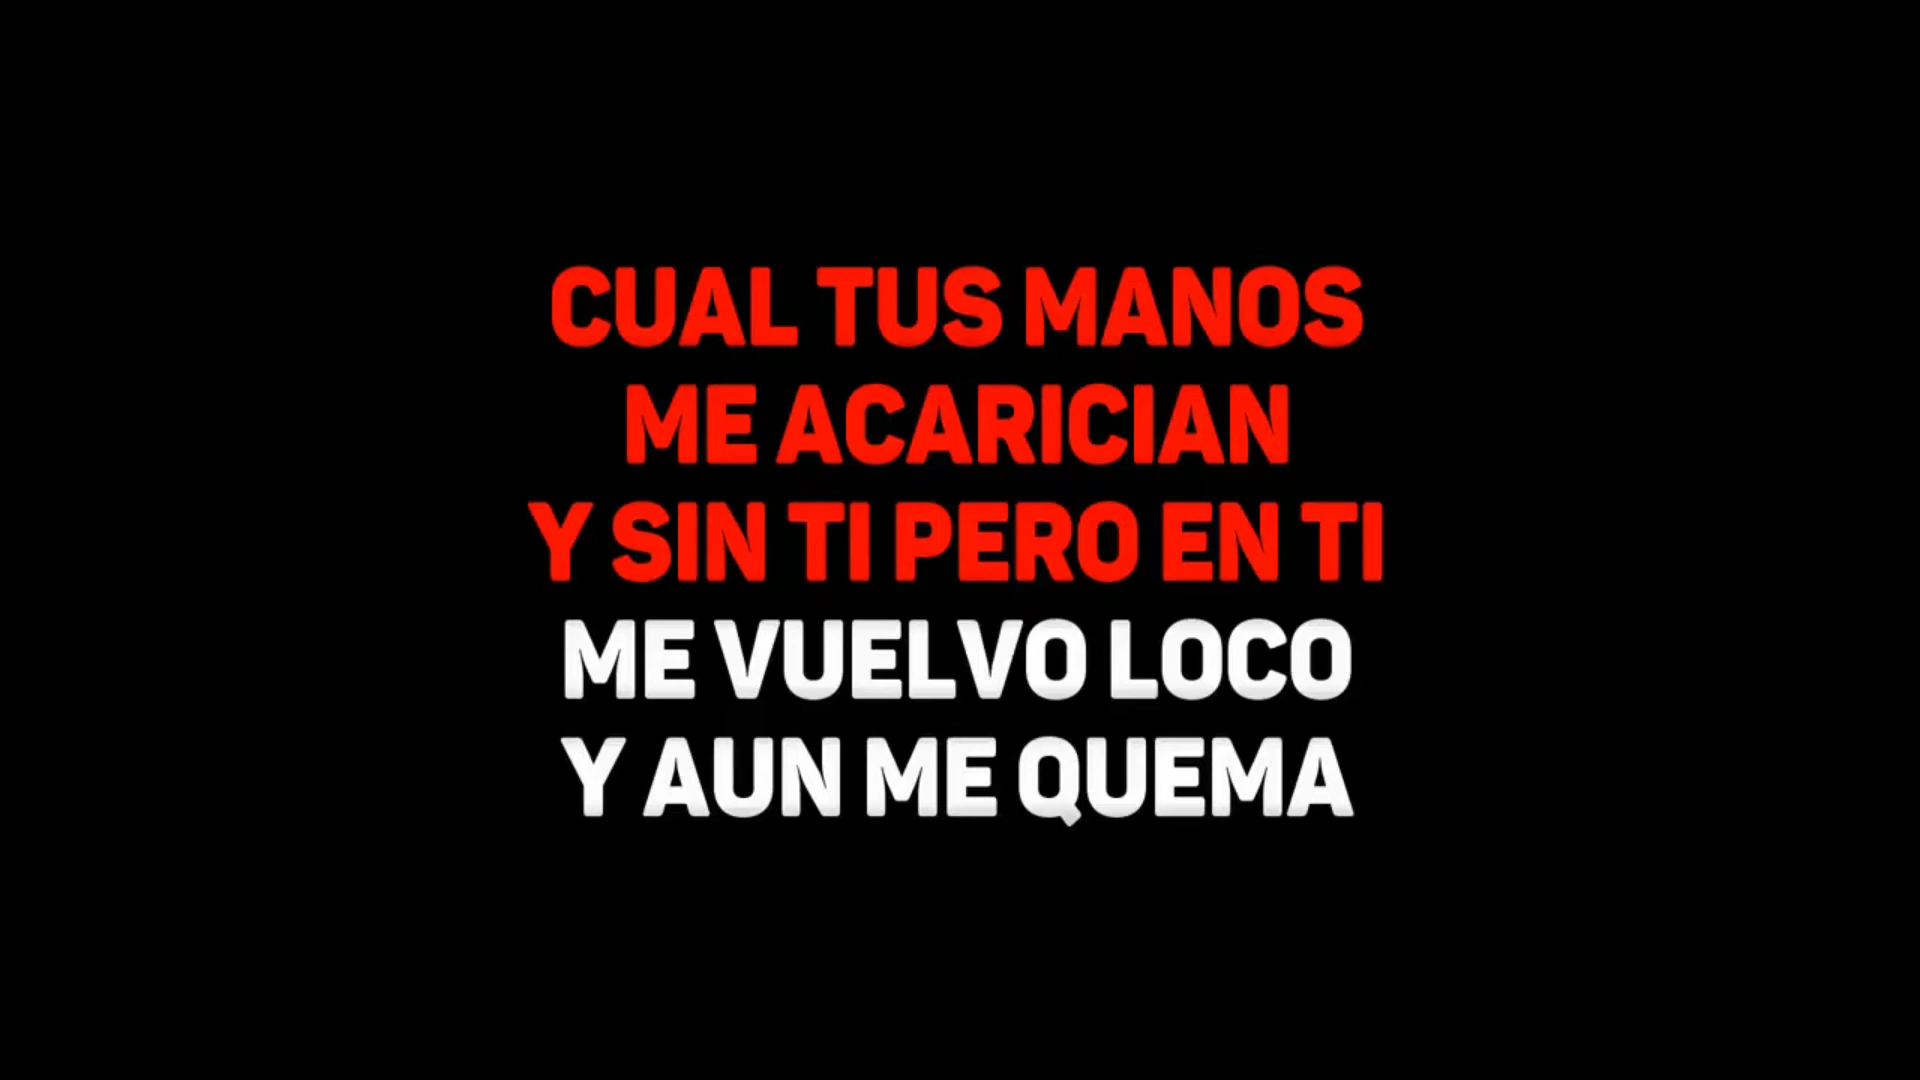 CUAL TUS MANOS
ME ACARICIAN
Y SIN TI PERO EN TI
ME VUELVO LOCO
Y AUN ME QUEMA